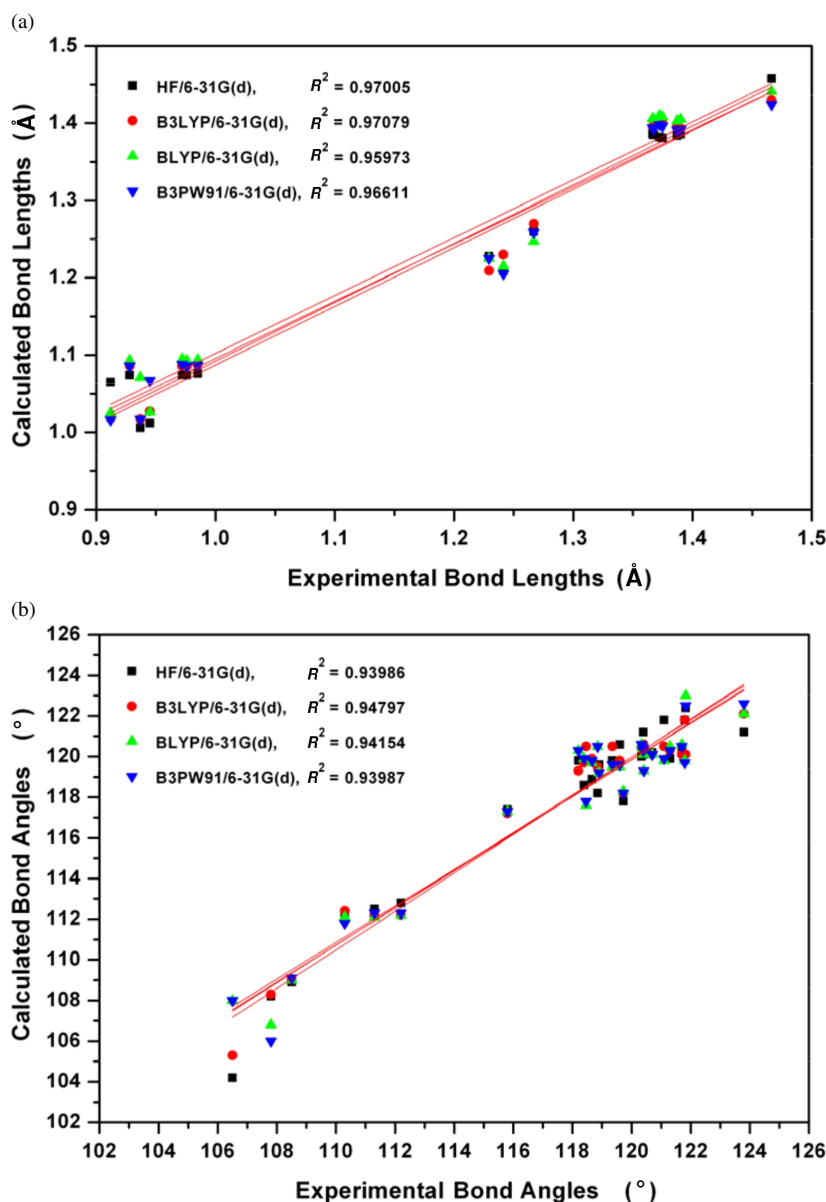 (a)
1.5
1.4
1.3
1.2
1.1
1.0
0.9
Calculated Bond Lengths (Å)
HF/6-31G(d), R² = 0.97005
B3LYP/6-31G(d), R² = 0.97079
BLYP/6-31G(d), R² = 0.95973
B3PW91/6-31G(d), R² = 0.96611
0.9 1.0 1.1 1.2 1.3 1.4 1.5
Experimental Bond Lengths (Å)
(b)
126
124
122
120
118
116
114
112
110
108
106
104
102
Calculated Bond Angles (°)
HF/6-31G(d), R² = 0.93986
B3LYP/6-31G(d), R² = 0.94797
BLYP/6-31G(d), R² = 0.94154
B3PW91/6-31G(d), R² = 0.93987
102 104 106 108 110 112 114 116 118 120 122 124 126
Experimental Bond Angles (°)